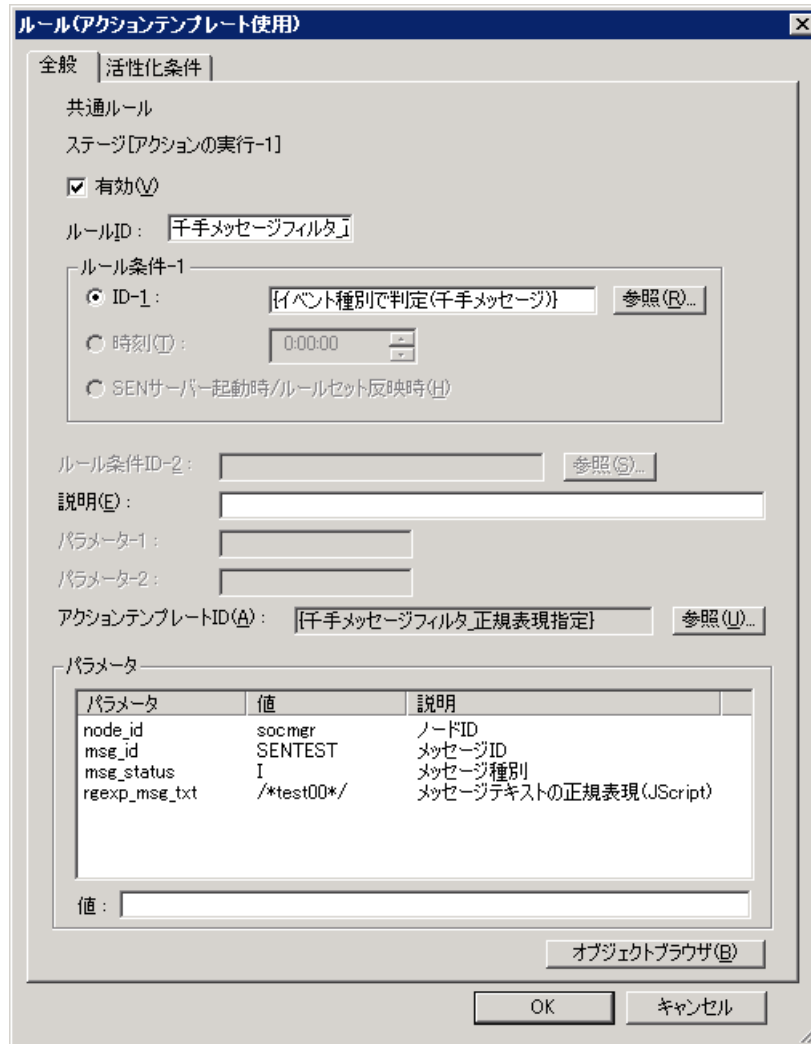 ルール(アクションテンプレート使用)
全般 活性化条件
共通ルール
ステージ[アクションの実行-1]
有効(V)
ルールID： 千手メッセージフィルタ_正
ルール条件-1
ID-1： {イベント種別で判定(千手メッセージ)} 参照(R)...
時刻(T)： 0:00:00
SENサーバー起動時/ルールセット反映時(H)
ルール条件ID-2： 参照(S)...
説明(E)：
パラメーター-1：
パラメーター-2：
アクションテンプレートID(A)： {千手メッセージフィルタ_正規表現指定} 参照(U)...
パラメータ
パラメータ 値 説明
node_id socmgr ノードID
msg_id SENTEST メッセージID
msg_status I メッセージ種別
rgexp_msg_txt /*test00*/ メッセージテキストの正規表現(JScript)
値：
オブジェクトブラウザ(B)
OK キャンセル